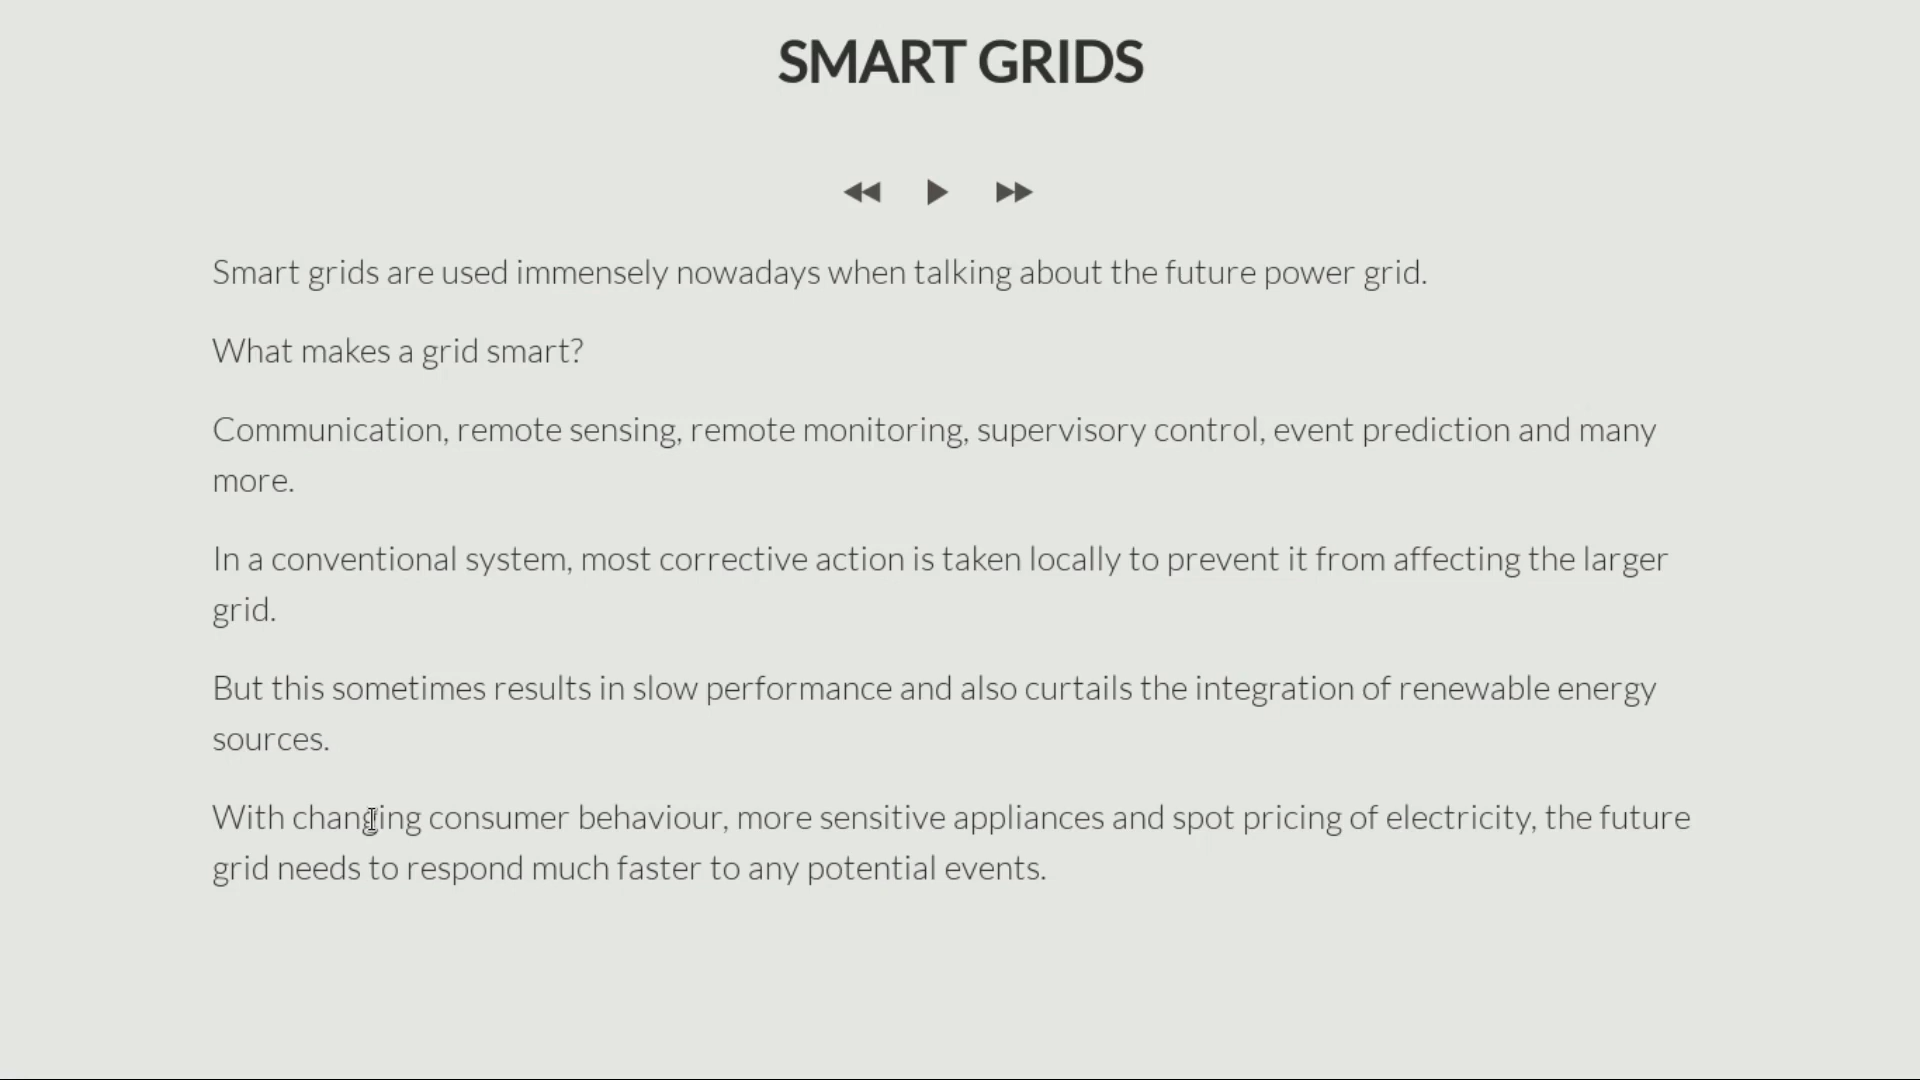 SMART GRIDS
Smart grids are used immensely nowadays when talking about the future power grid.
What makes a grid smart?
Communication, remote sensing, remote monitoring, supervisory control, event prediction and many
more.
In a conventional system, most corrective action is taken locally to prevent it from affecting the larger
grid.
But this sometimes results in slow performance and also curtails the integration of renewable energy
sources.
With changing consumer behaviour, more sensitive appliances and spot pricing of electricity, the future
grid needs to respond much faster to any potential events.